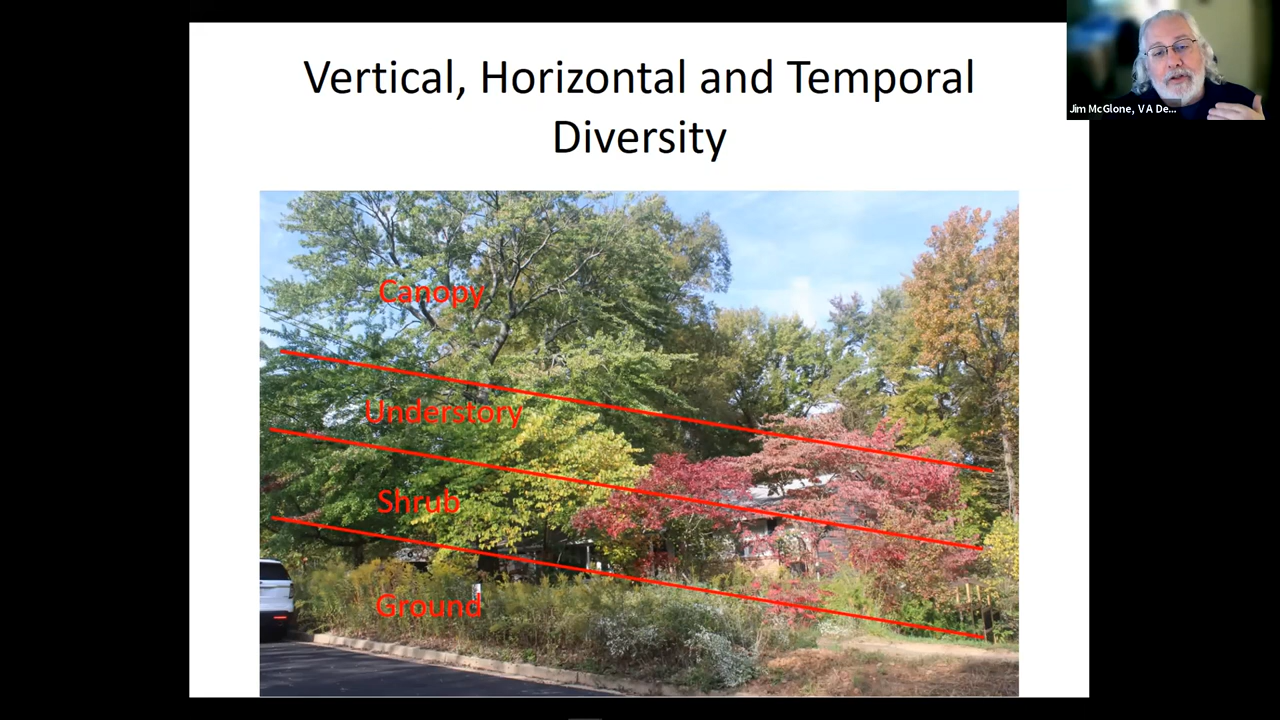 Vertical, Horizontal and Temporal
Diversity
Jim McGlone, VA De...
Canopy
Understory
Shrub
Ground